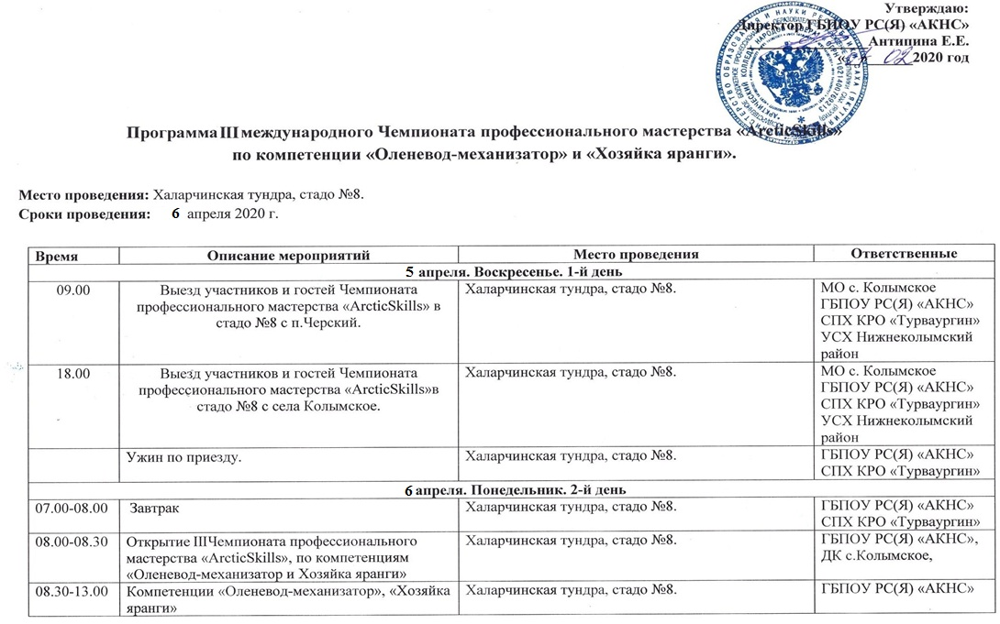 Утверждаю:
Директор ГБПОУ РС(Я) «АКНС»
Антипина Е.Е.
02 2020 год
Программа III международного Чемпионата профессионального мастерства «ArcticSkills»
по компетенции «Оленевод-механизатор» и «Хозяйка яранги».
Место проведения: Халарчинская тундра, стадо №8.
Сроки проведения: 6 апреля 2020 г.
Время Описание мероприятий Место проведения Ответственные
5 апреля. Воскресенье. 1-й день
09.00 Выезд участников и гостей Чемпионата Халарчинская тундра, стадо №8. МО с. Колымское
профессионального мастерства «ArcticSkills» в ГБПОУ РС(Я) «АКНС»
стадо №8 с п.Черский. СПХ КРО «Турваургин»
УСХ Нижнеколымский
район
18.00 Выезд участников и гостей Чемпионата Халарчинская тундра, стадо №8. МО с. Колымское
профессионального мастерства «ArcticSkills»в ГБПОУ РС(Я) «АКНС»
стадо №8 с села Колымское. СПХ КРО «Турваургин»
УСХ Нижнеколымский
район
Ужин по приезду. Халарчинская тундра, стадо №8. ГБПОУ РС(Я) «АКНС»
СПХ КРО «Турваургин»
6 апреля. Понедельник. 2-й день
07.00-08.00 Завтрак Халарчинская тундра, стадо №8. ГБПОУ РС(Я) «АКНС»
СПХ КРО «Турваургин»
08.00-08.30 Открытие IIIЧемпионата профессионального Халарчинская тундра, стадо №8. ГБПОУ РС(Я) «АКНС»,
мастерства «ArcticSkills», по компетенциям ДК с.Колымское,
«Оленевод-механизатор и Хозяйка яранги»
08.30-13.00 Компетенции «Оленевод-механизатор», «Хозяйка Халарчинская тундра, стадо №8. ГБПОУ РС(Я) «АКНС»
яранги»